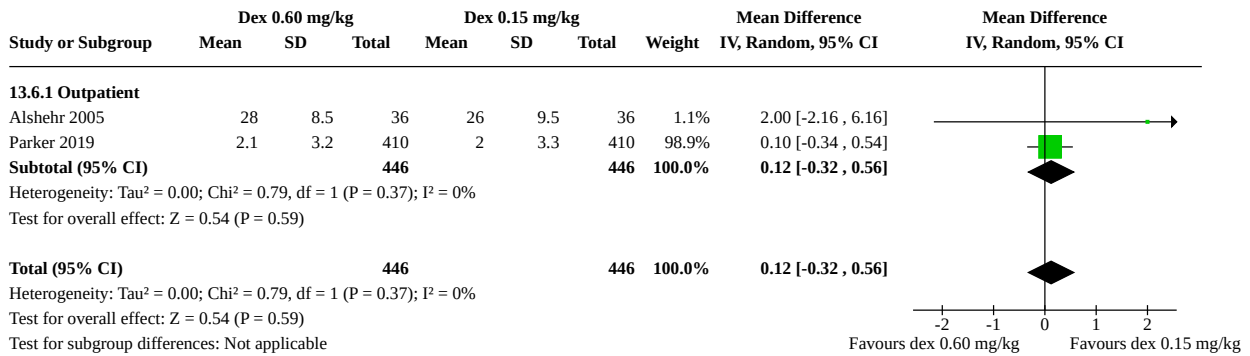 Dex 0.60 mg/kg Dex 0.15 mg/kg Mean Difference Mean Difference
Study or Subgroup Mean SD Total Mean SD Total Weight IV, Random, 95% CI IV, Random, 95% CI
13.6.1 Outpatient
Alshehr 2005 28 8.5 36 26 9.5 36 1.1% 2.00 [-2.16 , 6.16]
Parker 2019 2.1 3.2 410 2 3.3 410 98.9% 0.10 [-0.34 , 0.54]
Subtotal (95% CI) 446 446 100.0% 0.12 [-0.32 , 0.56]
Heterogeneity: Tau² = 0.00; Chi² = 0.79, df = 1 (P = 0.37); I² = 0%
Test for overall effect: Z = 0.54 (P = 0.59)
Total (95% CI) 446 446 100.0% 0.12 [-0.32 , 0.56]
Heterogeneity: Tau² = 0.00; Chi² = 0.79, df = 1 (P = 0.37); I² = 0%
Test for overall effect: Z = 0.54 (P = 0.59)
-2 -1 0 1 2
Test for subgroup differences: Not applicable Favours dex 0.60 mg/kg Favours dex 0.15 mg/kg